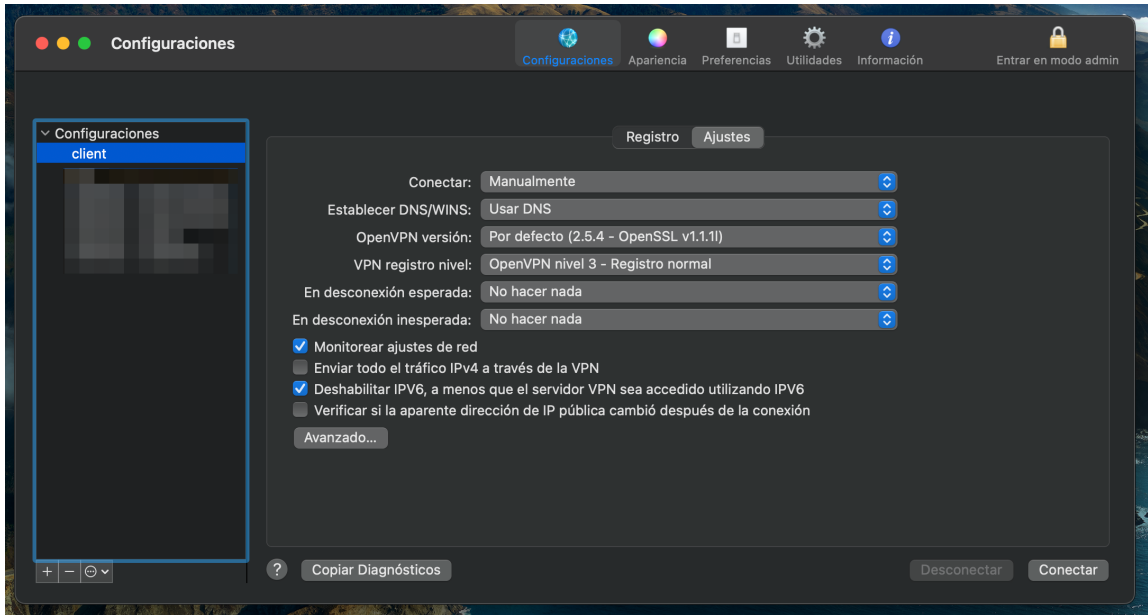 Configuraciones
Configuraciones Apariencia Preferencias Utilidades Información Entrar en modo admin
Configuraciones
client
Registro Ajustes
Conectar: Manualmente
Establecer DNS/WINS: Usar DNS
OpenVPN versión: Por defecto (2.5.4 - OpenSSL v1.1.1l)
VPN registro nivel: OpenVPN nivel 3 - Registro normal
En desconexión esperada: No hacer nada
En desconexión inesperada: No hacer nada
Monitorear ajustes de red
Enviar todo el tráfico IPv4 a través de la VPN
Deshabilitar IPV6, a menos que el servidor VPN sea accedido utilizando IPV6
Verificar si la aparente dirección de IP pública cambió después de la conexión
Avanzado...
? Copiar Diagnósticos Desconectar Conectar